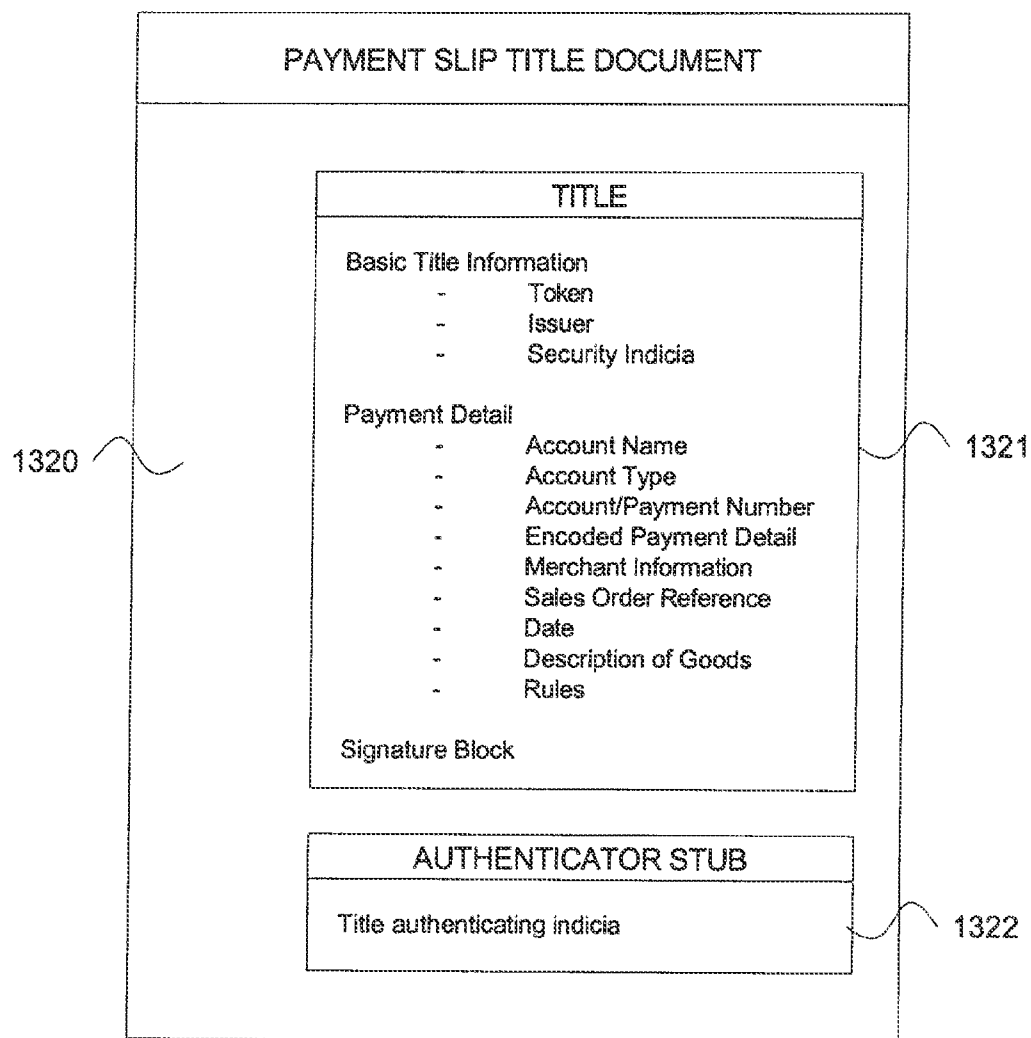 PAYMENT SLIP TITLE DOCUMENT
TITLE
Basic Title Information
- Token
- Issuer
- Security Indicia
Payment Detail
- Account Name
- Account Type
- Account/Payment Number
- Encoded Payment Detail
- Merchant Information
- Sales Order Reference
- Date
- Description of Goods
- Rules
Signature Block
1320
1321
AUTHENTICATOR STUB
Title authenticating indicia
1322